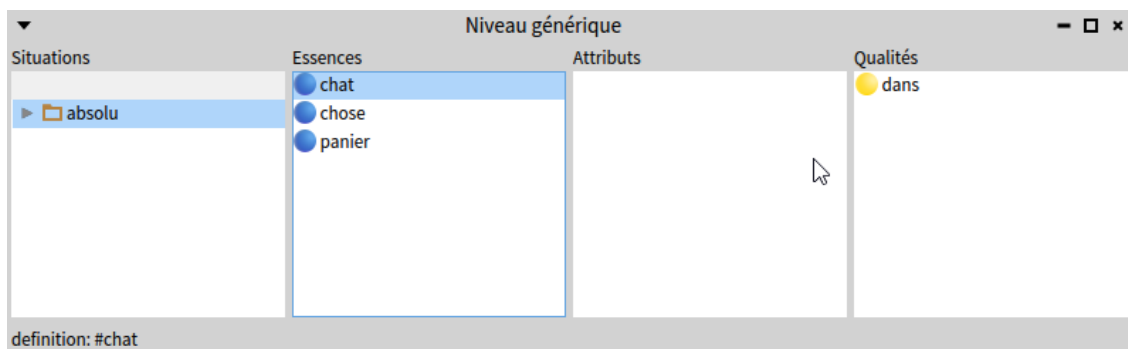 Niveau générique
Situations
Essences
Attributs
Qualités
absolu
chat
chose
panier
dans
definition: #chat